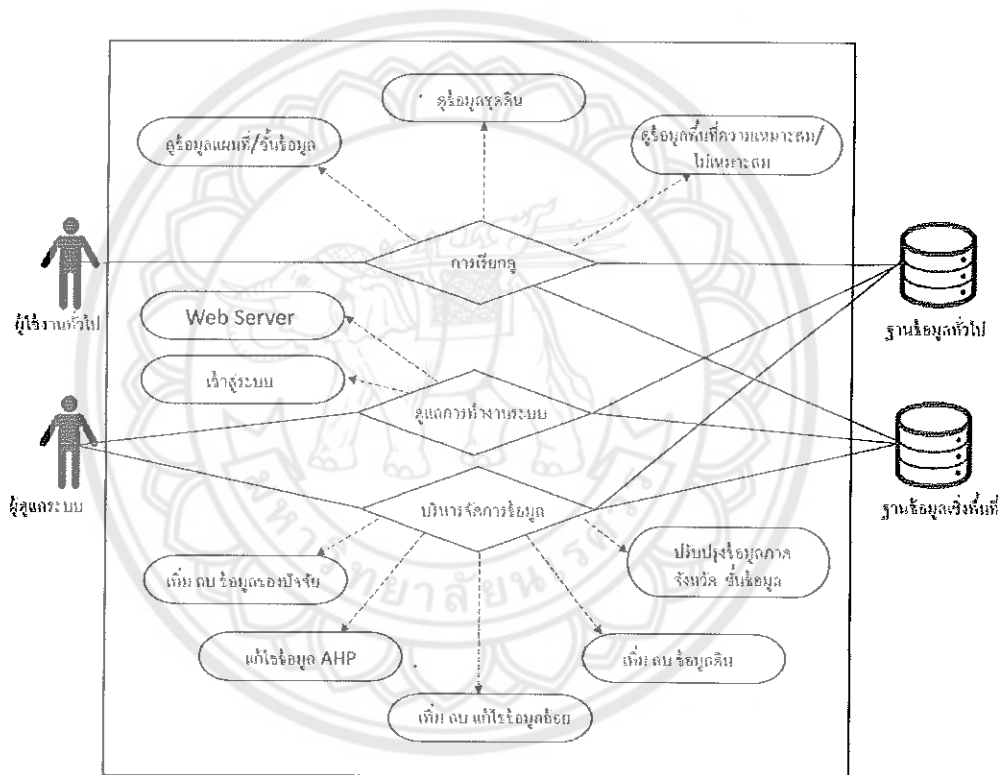 ดูข้อมูลชุดดิน
ดูข้อมูลแผนที่/ชั้นข้อมูล
ดูข้อมูลพื้นที่ความเหมาะสม/
ไม่เหมาะสม
การเรียกดู
ผู้ใช้งานทั่วไป
ฐานข้อมูลทั่วไป
Web Server
เข้าสู่ระบบ
ดูแลการทำงานระบบ
ผู้ดูแลระบบ
ฐานข้อมูลเชิงพื้นที่
บริหารจัดการข้อมูล
ปรับปรุงข้อมูลภาค
จังหวัด ชั้นข้อมูล
เพิ่ม ลบ ข้อมูลของปัจจัย
แก้ไขข้อมูล AHP
เพิ่ม ลบ ข้อมูลดิน
เพิ่ม ลบ แก้ไขข้อมูลอ้อย